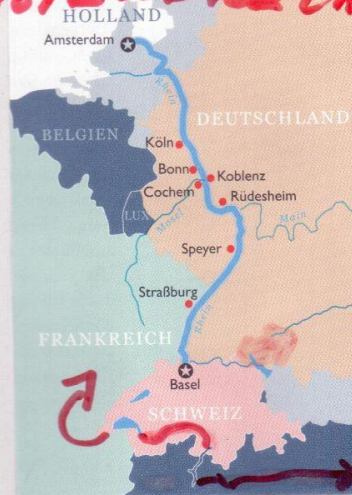 HOLLAND
Amsterdam
Rhein
DEUTSCHLAND
BELGIEN
Köln
Bonn
Koblenz
Cochem
Rüdesheim
LUX
Mosel
Main
Speyer
Straßburg
Rhein
FRANKREICH
Basel
SCHWEIZ